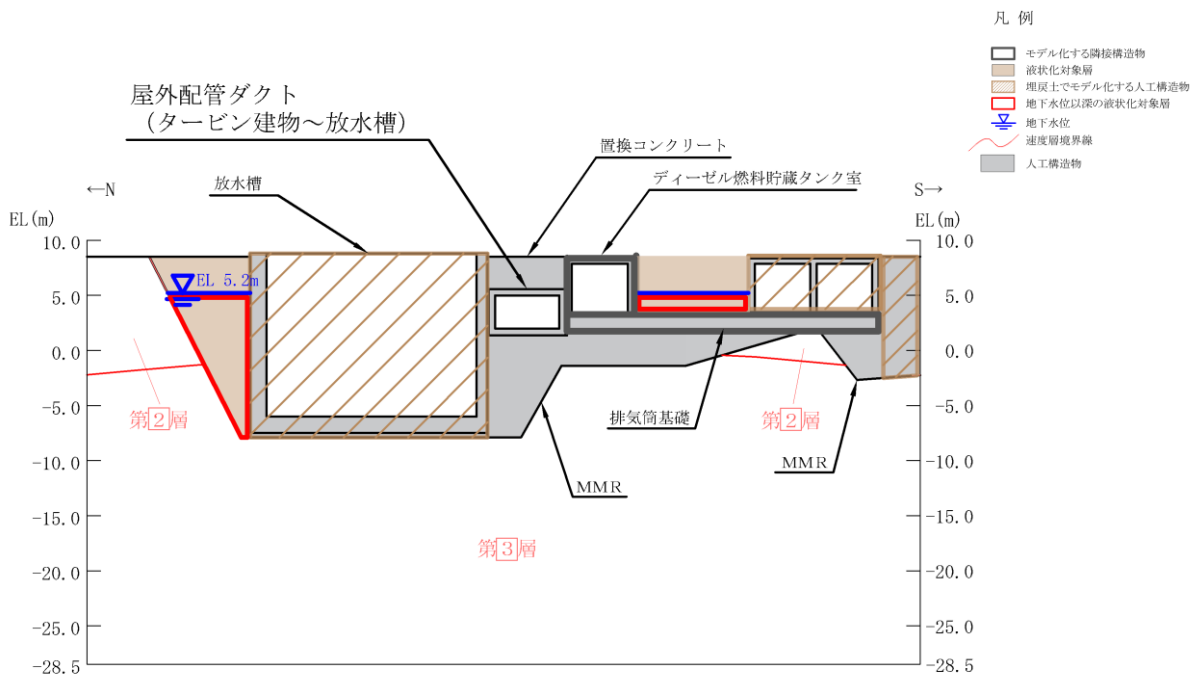 凡 例
モデル化する隣接構造物
液状化対象層
埋戻土でモデル化する人工構造物
地下水位以深の液状化対象層
地下水位
速度層境界線
人工構造物
屋外配管ダクト
（タービン建物～放水槽）
置換コンクリート
ディーゼル燃料貯蔵タンク室
放水槽
←N
S→
EL(m)
EL(m)
10.0
5.0
0.0
-5.0
-10.0
-15.0
-20.0
-25.0
-28.5
EL 5.2m
第2層
排気筒基礎
第2層
MMR
MMR
第3層
10.0
5.0
0.0
-5.0
-10.0
-15.0
-20.0
-25.0
-28.5